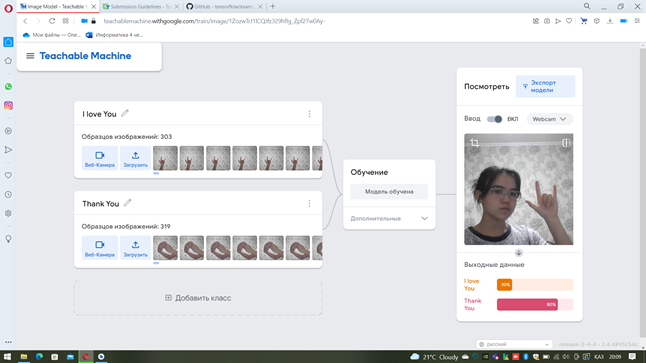 Image Model - Teachable M
Submission Guidelines - T
GitHub - tensorflow/exam
teachablemachine.withgoogle.com/train/image/1ZozwTrJ1ICQJfz329hflg_Zpf27wGAy-
Мои файлы — One...
Информатика 4 че...
Teachable Machine
I love You
Образцов изображений: 303
Веб-Камера
Загрузить
Thank You
Образцов изображений: 319
Веб-Камера
Загрузить
Добавить класс
Обучение
Модель обучена
Дополнительные
Посмотреть
Экспорт модели
Ввод
ВКЛ
Webcam
Выходные данные
I love
You
20%
Thank
You
80%
русский
21°C Cloudy
КАЗ
20:09